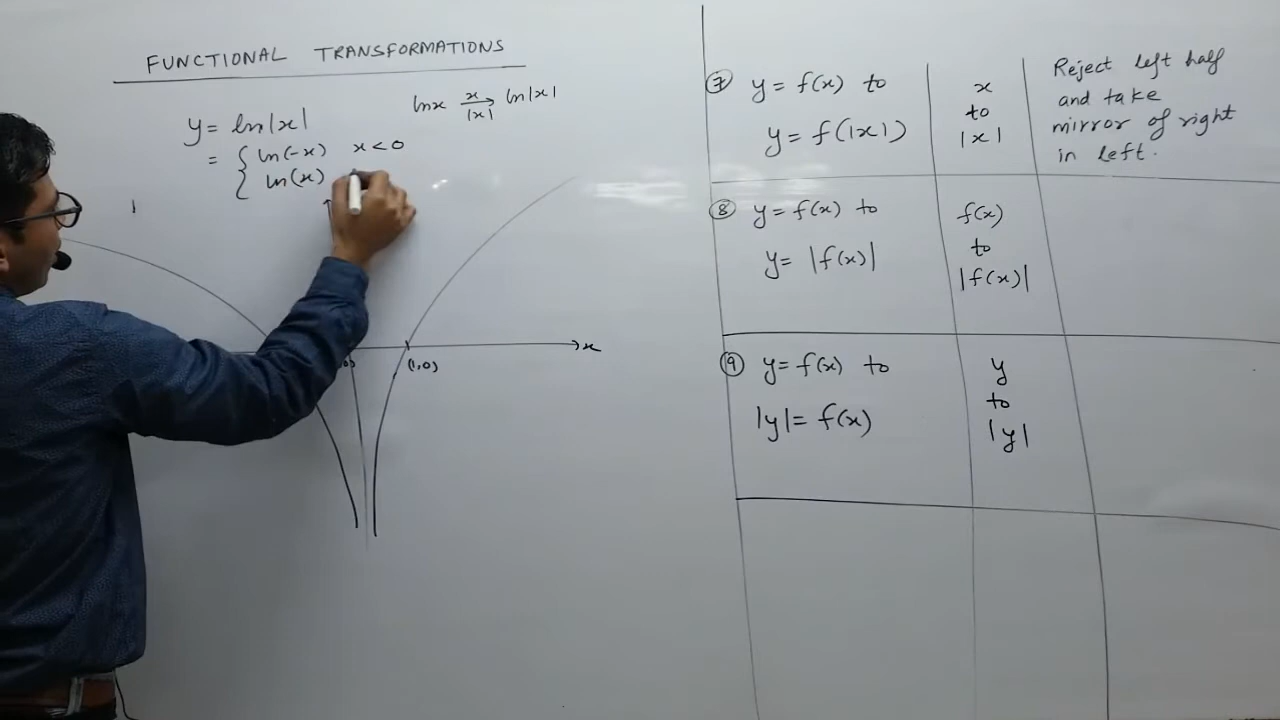 FUNCTIONAL TRANSFORMATIONS
y = ln|x|
lnx x/|x| → ln|x|
= { ln(-x) x < 0
{ ln(x)
x
(1,0)
⑦ y = f(x) to
y = f(|x|)
x
to
|x|
Reject left half
and take
mirror of right
in left.
⑧ y = f(x) to
y = |f(x)|
f(x)
to
|f(x)|
⑨ y = f(x) to
|y| = f(x)
y
to
|y|